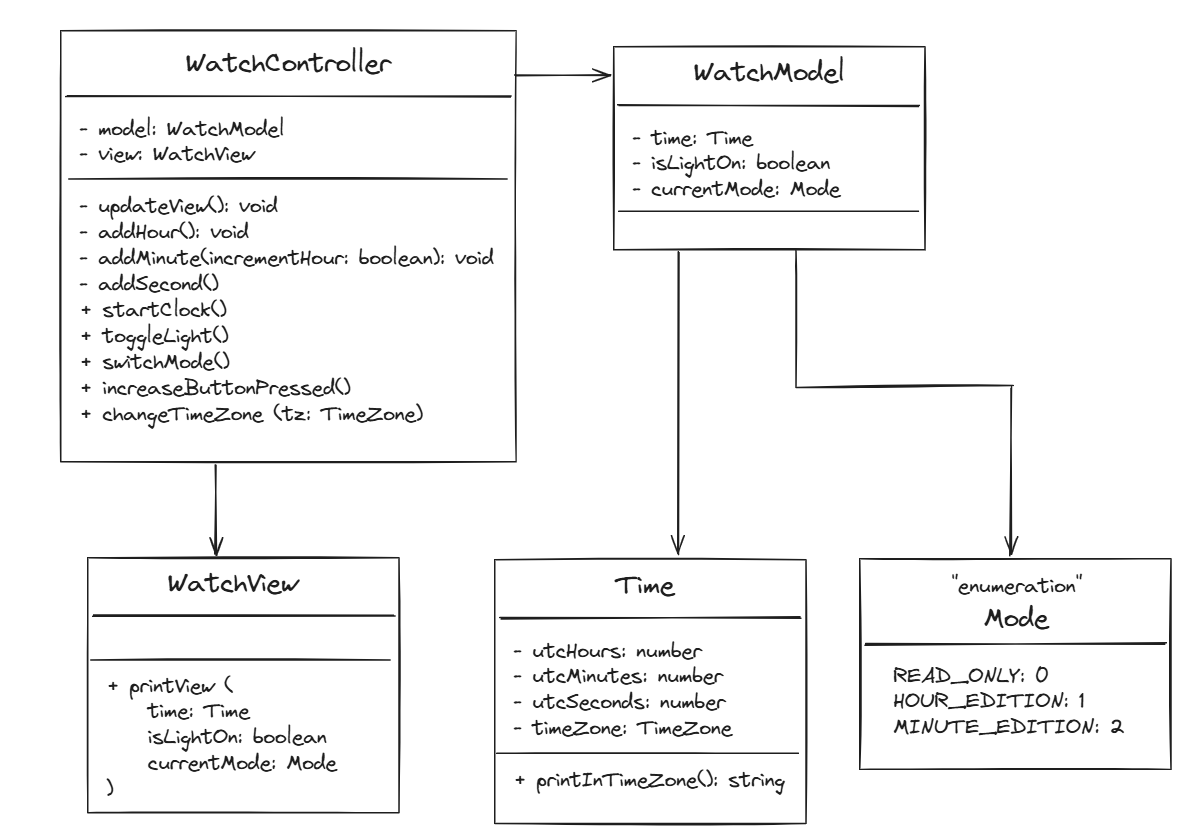 WatchController
- model: WatchModel
- view: WatchView
- updateView(): void
- addHour(): void
- addMinute(incrementHour: boolean): void
- addSecond()
+ startClock()
+ toggleLight()
+ switchMode()
+ increaseButtonPressed()
+ changeTimeZone (tz: TimeZone)
WatchModel
- time: Time
- isLightOn: boolean
- currentMode: Mode
WatchView
+ printView (
time: Time
isLightOn: boolean
currentMode: Mode
)
Time
- utcHours: number
- utcMinutes: number
- utcSeconds: number
- timeZone: TimeZone
+ printInTimeZone(): string
"enumeration"
Mode
READ_ONLY: 0
HOUR_EDITION: 1
MINUTE_EDITION: 2